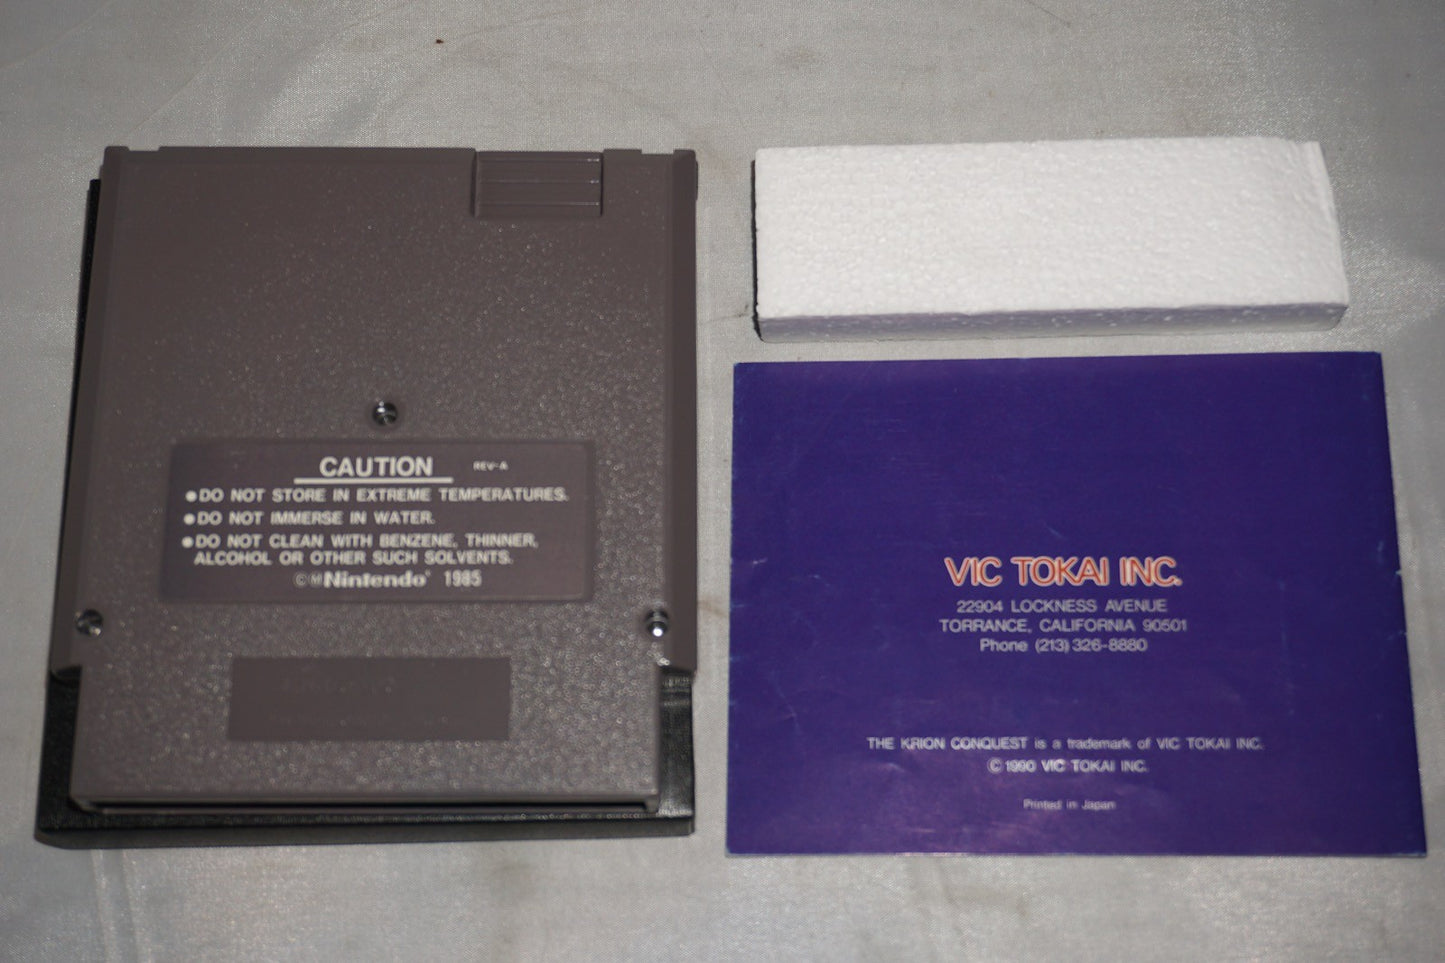 CAUTION REV-A
●DO NOT STORE IN EXTREME TEMPERATURES.
●DO NOT IMMERSE IN WATER.
●DO NOT CLEAN WITH BENZENE, THINNER,
ALCOHOL OR OTHER SUCH SOLVENTS.
©M Nintendo® 1985
VIC TOKAI INC.
22904 LOCKNESS AVENUE
TORRANCE, CALIFORNIA 90501
Phone (213) 326-8880
THE KRION CONQUEST is a trademark of VIC TOKAI INC.
© 1990 VIC TOKAI INC.
Printed in Japan